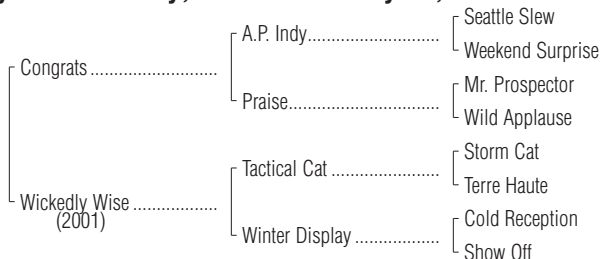 Seattle Slew
A.P. Indy
Weekend Surprise
Congrats
Mr. Prospector
Praise
Wild Applause
Storm Cat
Tactical Cat
Terre Haute
Wickedly Wise
(2001)
Cold Reception
Winter Display
Show Off